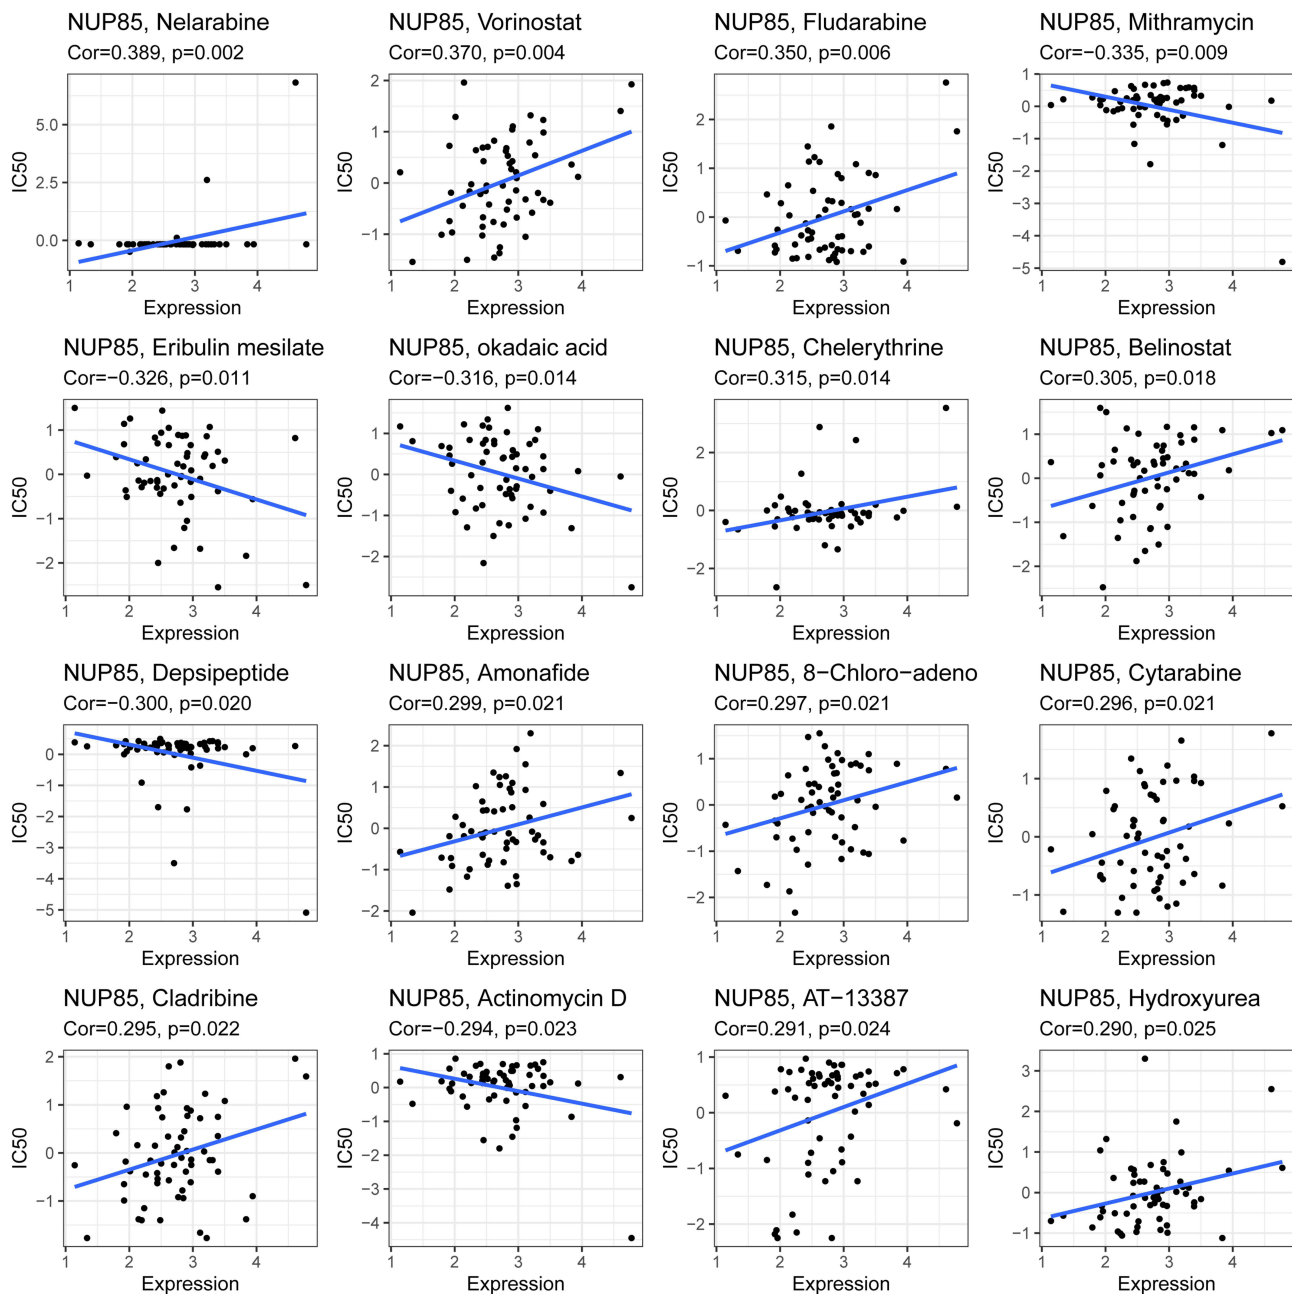 NUP85, Nelarabine
Cor=0.389, p=0.002
5.0
2.5
0.0
IC50
2
3
4
Expression
NUP85, Vorinostat
Cor=0.370, p=0.004
2
1
0
−1
IC50
1
2
3
4
Expression
NUP85, Fludarabine
Cor=0.350, p=0.006
2
1
0
−1
IC50
1
2
3
4
Expression
NUP85, Mithramycin
Cor=−0.335, p=0.009
1
0
−1
−2
−3
−4
−5
IC50
1
2
3
4
Expression
NUP85, Eribulin mesilate
Cor=−0.326, p=0.011
1
0
−1
−2
IC50
1
2
3
4
Expression
NUP85, okadaic acid
Cor=−0.316, p=0.014
1
0
−1
−2
IC50
1
2
3
4
Expression
NUP85, Chelerythrine
Cor=0.315, p=0.014
2
0
−2
IC50
1
2
3
4
Expression
NUP85, Belinostat
Cor=0.305, p=0.018
1
0
−1
−2
IC50
1
2
3
4
Expression
NUP85, Depsipeptide
Cor=−0.300, p=0.020
0
−1
−2
−3
−4
−5
IC50
1
2
3
4
Expression
NUP85, Amonafide
Cor=0.299, p=0.021
2
1
0
−1
−2
IC50
1
2
3
4
Expression
NUP85, 8−Chloro−adeno
Cor=0.297, p=0.021
1
0
−1
−2
IC50
1
2
3
4
Expression
NUP85, Cytarabine
Cor=0.296, p=0.021
1
0
−1
IC50
1
2
3
4
Expression
NUP85, Cladribine
Cor=0.295, p=0.022
2
1
0
−1
IC50
1
2
3
4
Expression
NUP85, Actinomycin D
Cor=−0.294, p=0.023
1
0
−1
−2
−3
−4
IC50
1
2
3
4
Expression
NUP85, AT−13387
Cor=0.291, p=0.024
1
0
−1
−2
IC50
1
2
3
4
Expression
NUP85, Hydroxyurea
Cor=0.290, p=0.025
3
2
1
0
−1
IC50
1
2
3
4
Expression